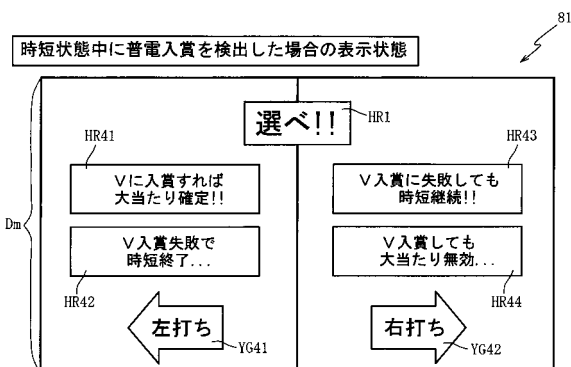 81
時短状態中に普電入賞を検出した場合の表示状態
選べ!!
HR1
HR41
HR43
Vに入賞すれば
大当たり確定!!
V入賞に失敗しても
時短継続!!
Dm
V入賞失敗で
時短終了...
V入賞しても
大当たり無効...
HR42
HR44
左打ち
右打ち
YG41
YG42